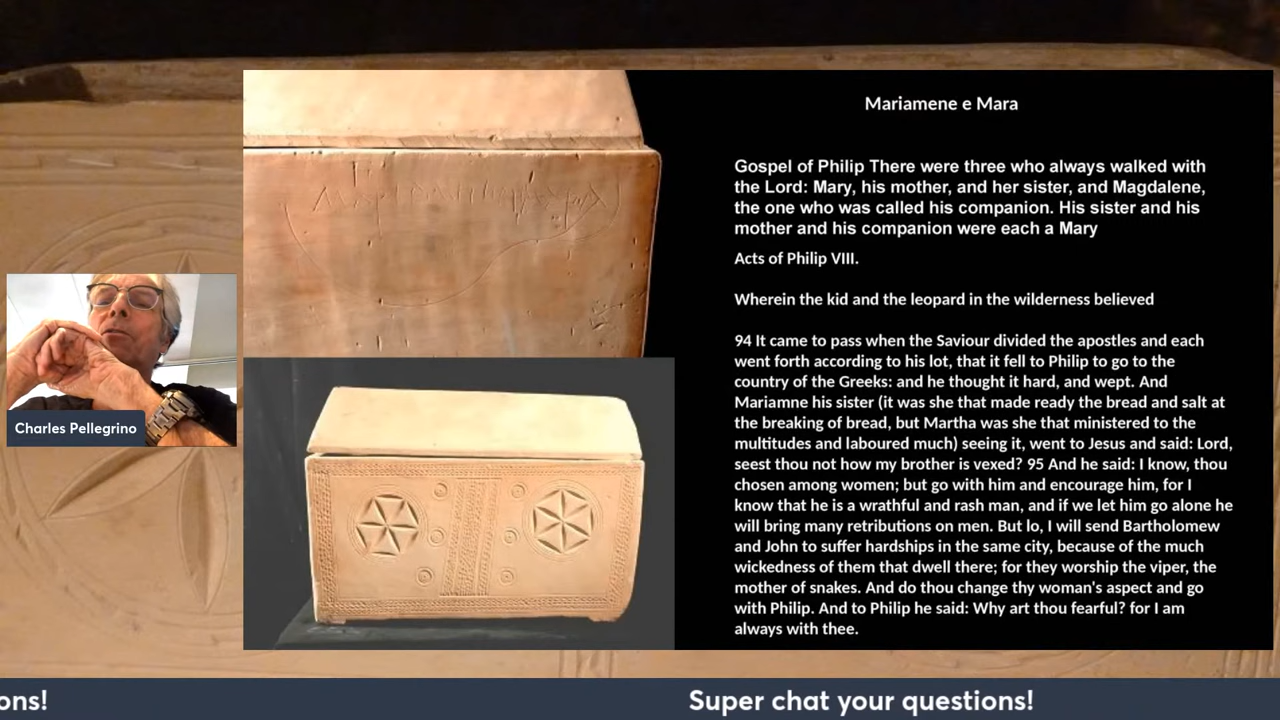 Mariamene e Mara
Gospel of Philip There were three who always walked with
the Lord: Mary, his mother, and her sister, and Magdalene,
the one who was called his companion. His sister and his
mother and his companion were each a Mary
Acts of Philip VIII.
Wherein the kid and the leopard in the wilderness believed
94 It came to pass when the Saviour divided the apostles and each
went forth according to his lot, that it fell to Philip to go to the
country of the Greeks: and he thought it hard, and wept. And
Mariamne his sister (it was she that made ready the bread and salt at
the breaking of bread, but Martha was she that ministered to the
multitudes and laboured much) seeing it, went to Jesus and said: Lord,
seest thou not how my brother is vexed? 95 And he said: I know, thou
chosen among women; but go with him and encourage him, for I
know that he is a wrathful and rash man, and if we let him go alone he
will bring many retributions on men. But lo, I will send Bartholomew
and John to suffer hardships in the same city, because of the much
wickedness of them that dwell there; for they worship the viper, the
mother of snakes. And do thou change thy woman's aspect and go
with Philip. And to Philip he said: Why art thou fearful? for I am
always with thee.
Charles Pellegrino
ons!
Super chat your questions!